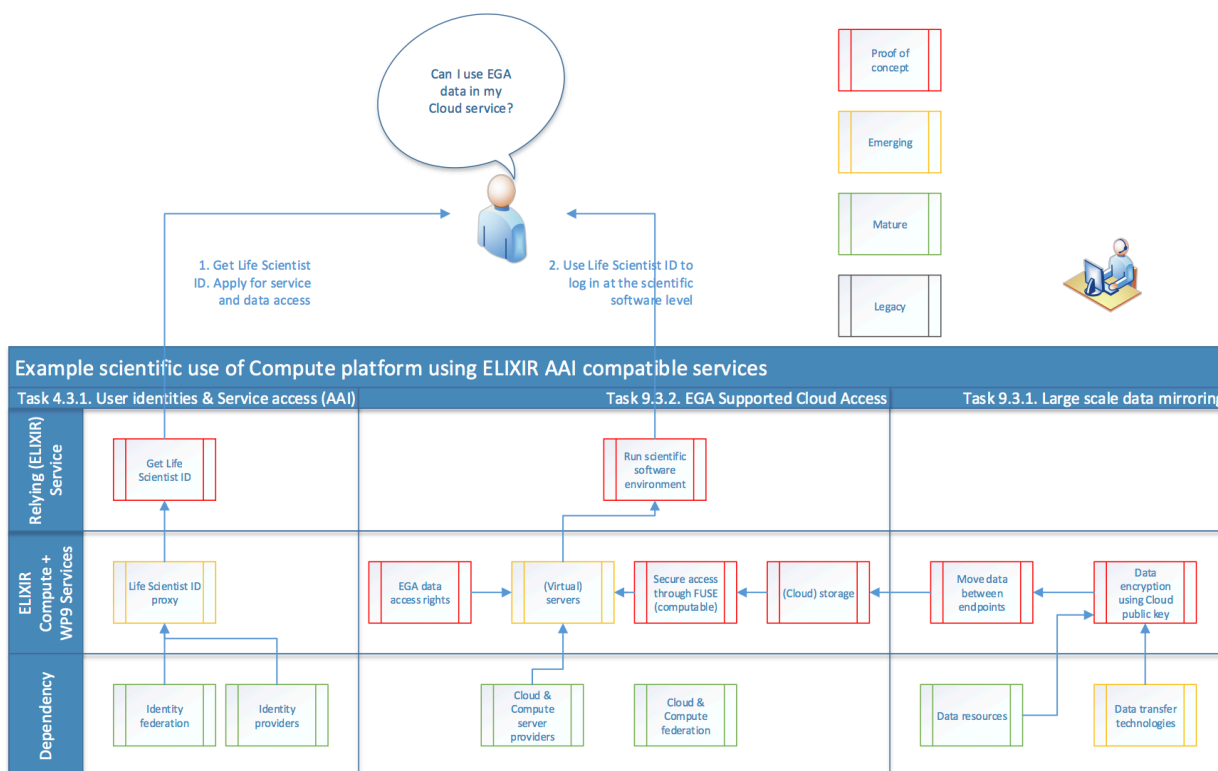 Can I use EGA
data in my
Cloud service?
Proof of
concept
Emerging
Mature
Legacy
1. Get Life Scientist
ID. Apply for service
and data access
2. Use Life Scientist ID to
log in at the scientific
software level
Example scientific use of Compute platform using ELIXIR AAI compatible services
Task 4.3.1. User identities & Service access (AAI)
Task 9.3.2. EGA Supported Cloud Access
Task 9.3.1. Large scale data mirroring
Relying (ELIXIR)
Service
Get Life
Scientist ID
Run scientific
software
environment
ELIXIR
Compute +
WP9 Services
Life Scientist ID
proxy
EGA data
access rights
(Virtual)
servers
Secure access
through FUSE
(computable)
(Cloud) storage
Move data
between
endpoints
Data
encryption
using Cloud
public key
Dependency
Identity
federation
Identity
providers
Cloud &
Compute
server
providers
Cloud &
Compute
federation
Data resources
Data transfer
technologies